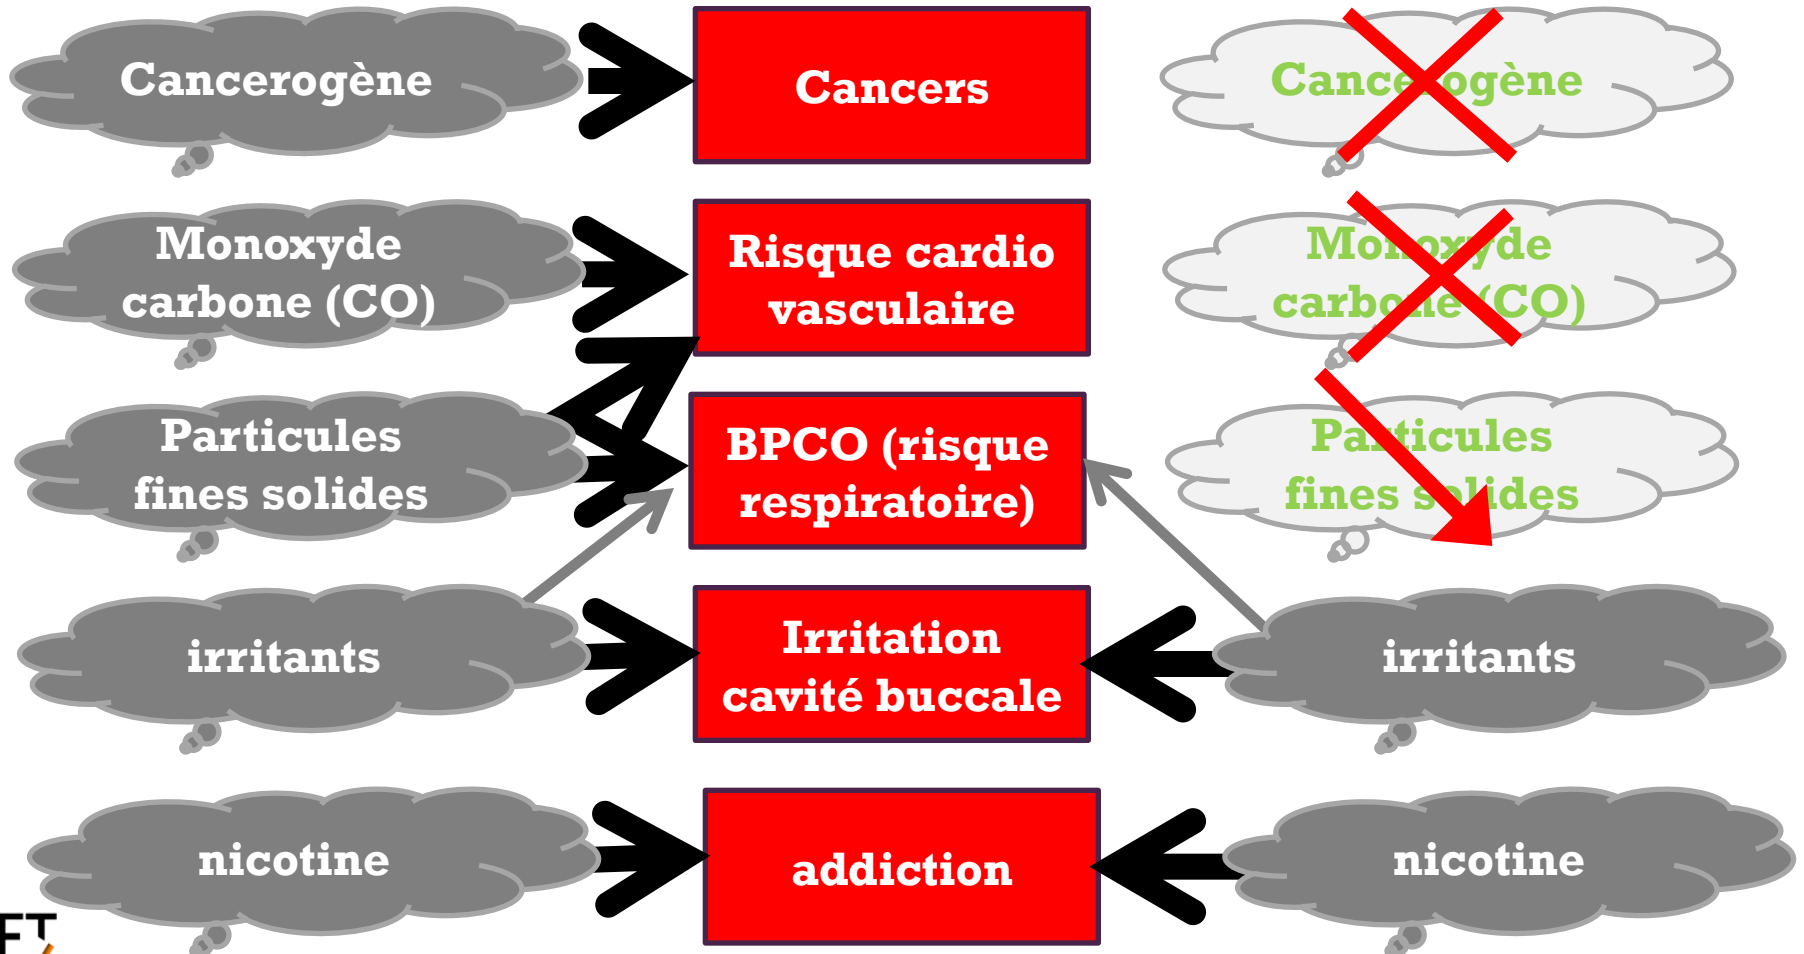 Cancerogène
Cancers
Cancerogène
Monoxyde
carbone (CO)
Risque cardio
vasculaire
Monoxyde
carbone (CO)
Particules
fines solides
BPCO (risque
respiratoire)
Particules
fines solides
irritants
Irritation
cavité buccale
irritants
nicotine
addiction
nicotine
FT